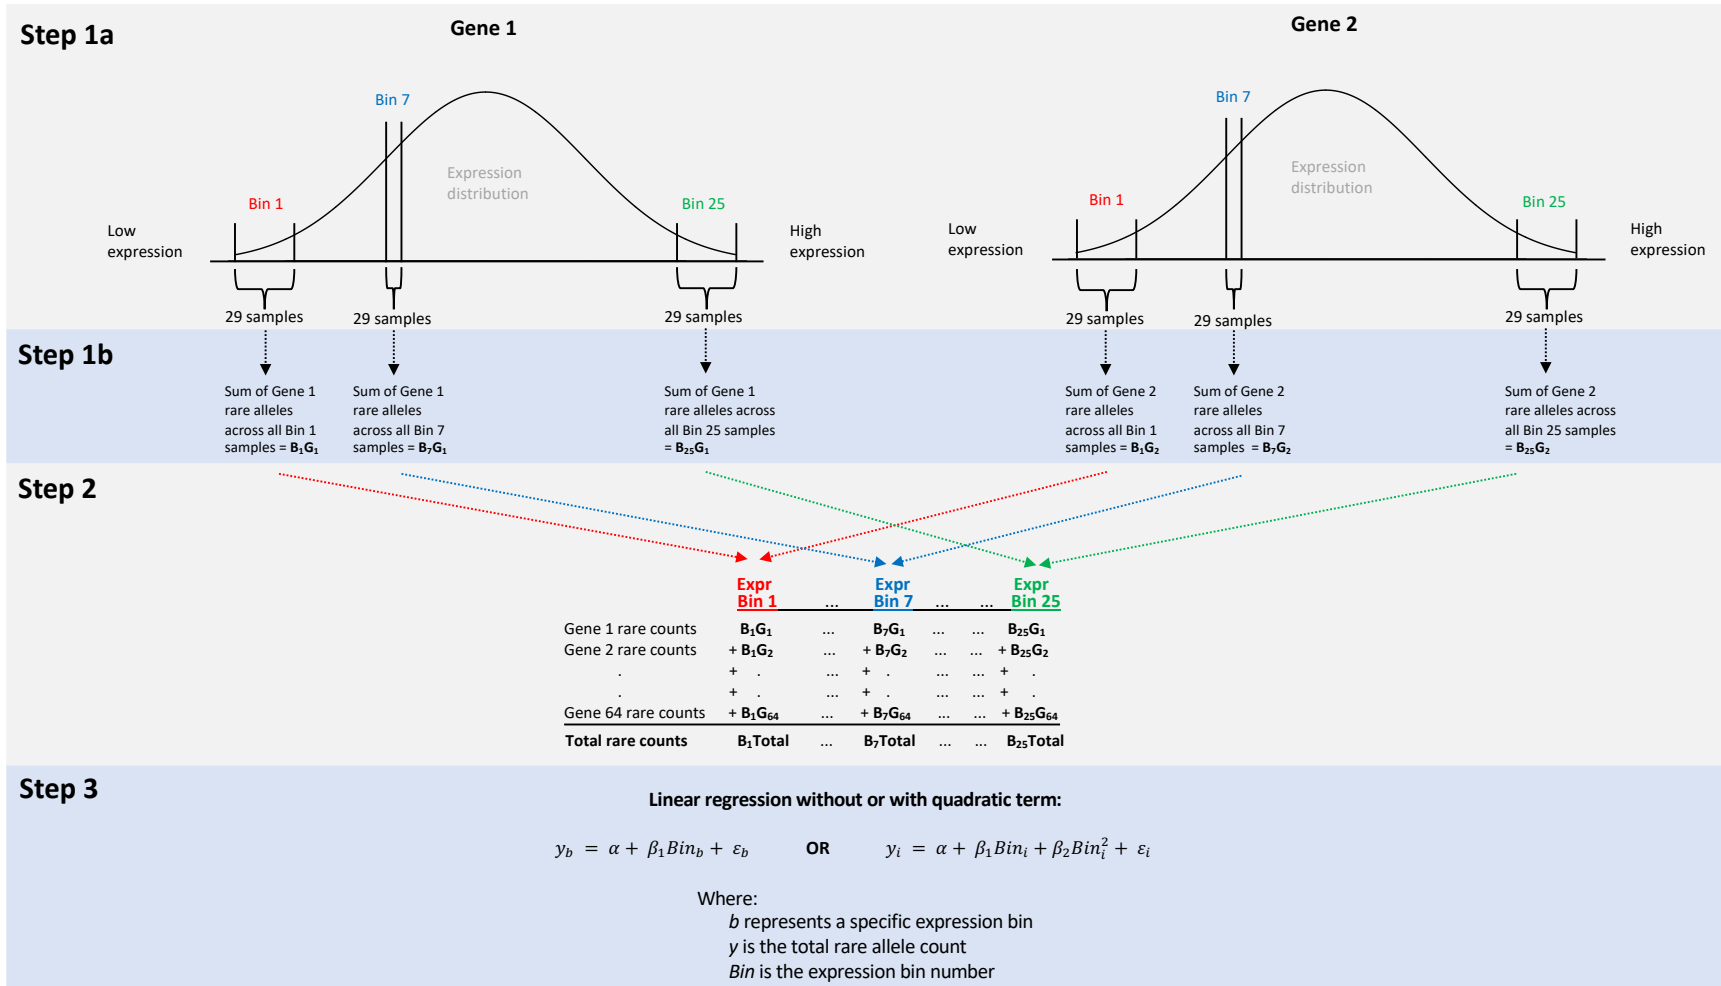 Step 1a
Gene 1
Gene 2
Bin 7
Bin 7
Expression
distribution
Expression
distribution
Bin 1
Bin 25
Bin 1
Bin 25
Low
expression
High
expression
Low
expression
High
expression
29 samples
29 samples
29 samples
29 samples
29 samples
29 samples
Step 1b
Sum of Gene 1
rare alleles
across all Bin 1
samples = B₁G₁
Sum of Gene 1
rare alleles
across all Bin 7
samples = B₇G₁
Sum of Gene 1
rare alleles across
all Bin 25 samples
= B₂₅G₁
Sum of Gene 2
rare alleles
across all Bin 1
samples = B₁G₂
Sum of Gene 2
rare alleles
across all Bin 7
samples = B₇G₂
Sum of Gene 2
rare alleles across
all Bin 25 samples
= B₂₅G₂
Step 2
Expr Expr Expr
Bin 1 ... Bin 7 ... ... Bin 25
Gene 1 rare counts B₁G₁ ... B₇G₁ ... ... B₂₅G₁
Gene 2 rare counts + B₁G₂ ... + B₇G₂ ... ... + B₂₅G₂
. + . ... + . ... ... + .
. + . ... + . ... ... + .
Gene 64 rare counts + B₁G₆₄ ... + B₇G₆₄ ... ... + B₂₅G₆₄
Total rare counts B₁Total ... B₇Total ... ... B₂₅Total
Step 3
Linear regression without or with quadratic term:
y_b = α + β₁Bin_b + ε_b OR y_i = α + β₁Bin_i + β₂Bin_i² + ε_i
Where:
b represents a specific expression bin
y is the total rare allele count
Bin is the expression bin number